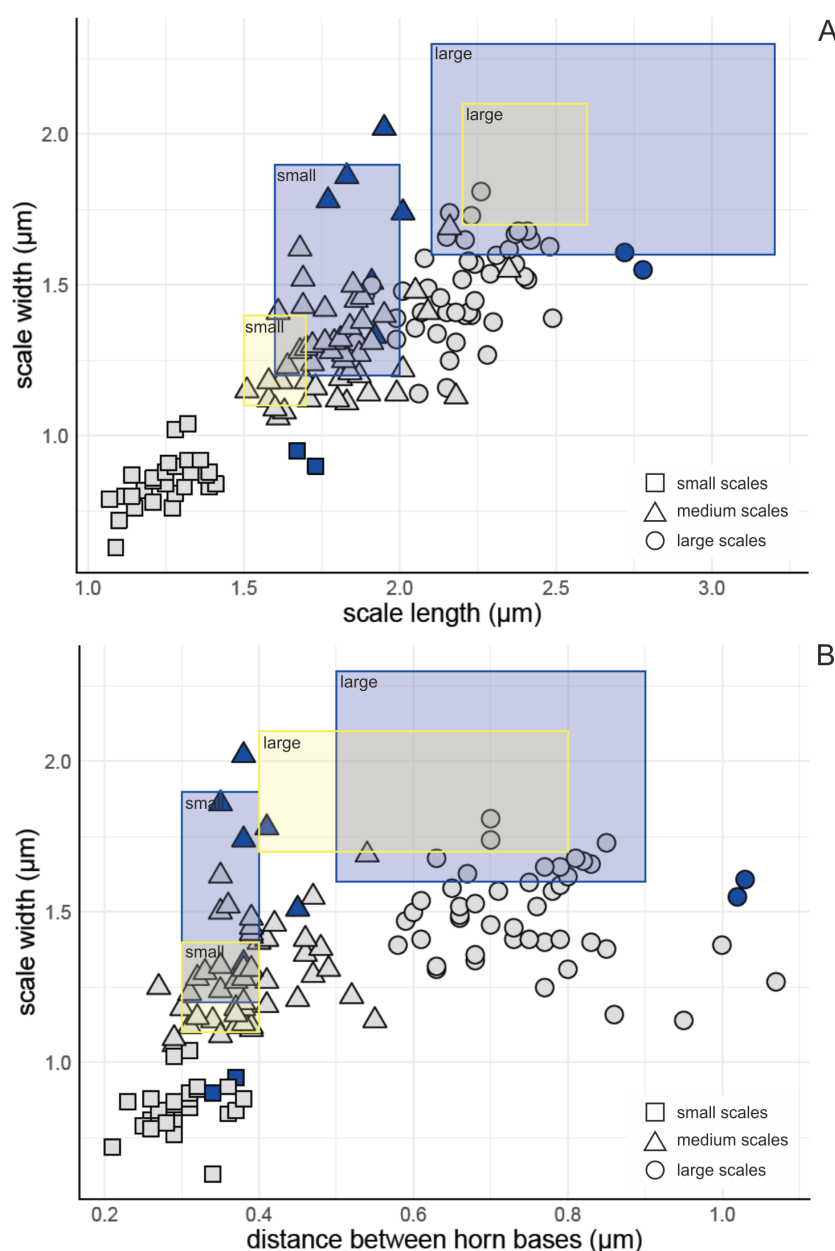 A
large
large
2.0
small
scale width (µm)
1.5
small
1.0
small scales
medium scales
large scales
1.0
1.5
2.0
2.5
3.0
scale length (µm)
B
large
large
2.0
small
scale width (µm)
1.5
small
1.0
small scales
medium scales
large scales
0.2
0.4
0.6
0.8
1.0
distance between horn bases (µm)